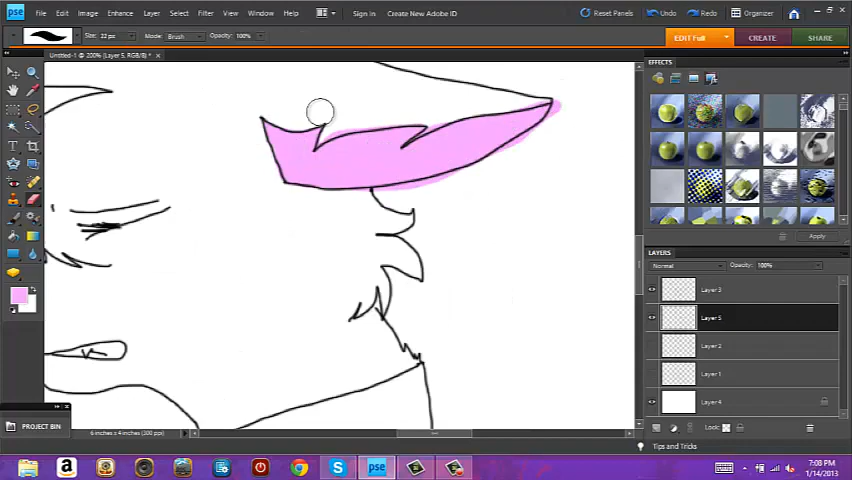 pse File Edit Image Enhance Layer Select Filter View Window Help Sign In Create New Adobe ID Reset Panels Undo Redo Organizer
Size: 22 px Mode: Brush Opacity: 100% EDIT Full CREATE SHARE
Untitled-1 @ 200% (Layer 5, RGB/8) * ×
EFFECTS
Apply
LAYERS
Normal Opacity: 100%
Layer 3
Layer 5
Layer 2
Layer 1
Layer 4
PROJECT BIN
6 inches x 4 inches (300 ppi)
Lock:
Tips and Tricks
pse
7:08 PM
1/14/2013